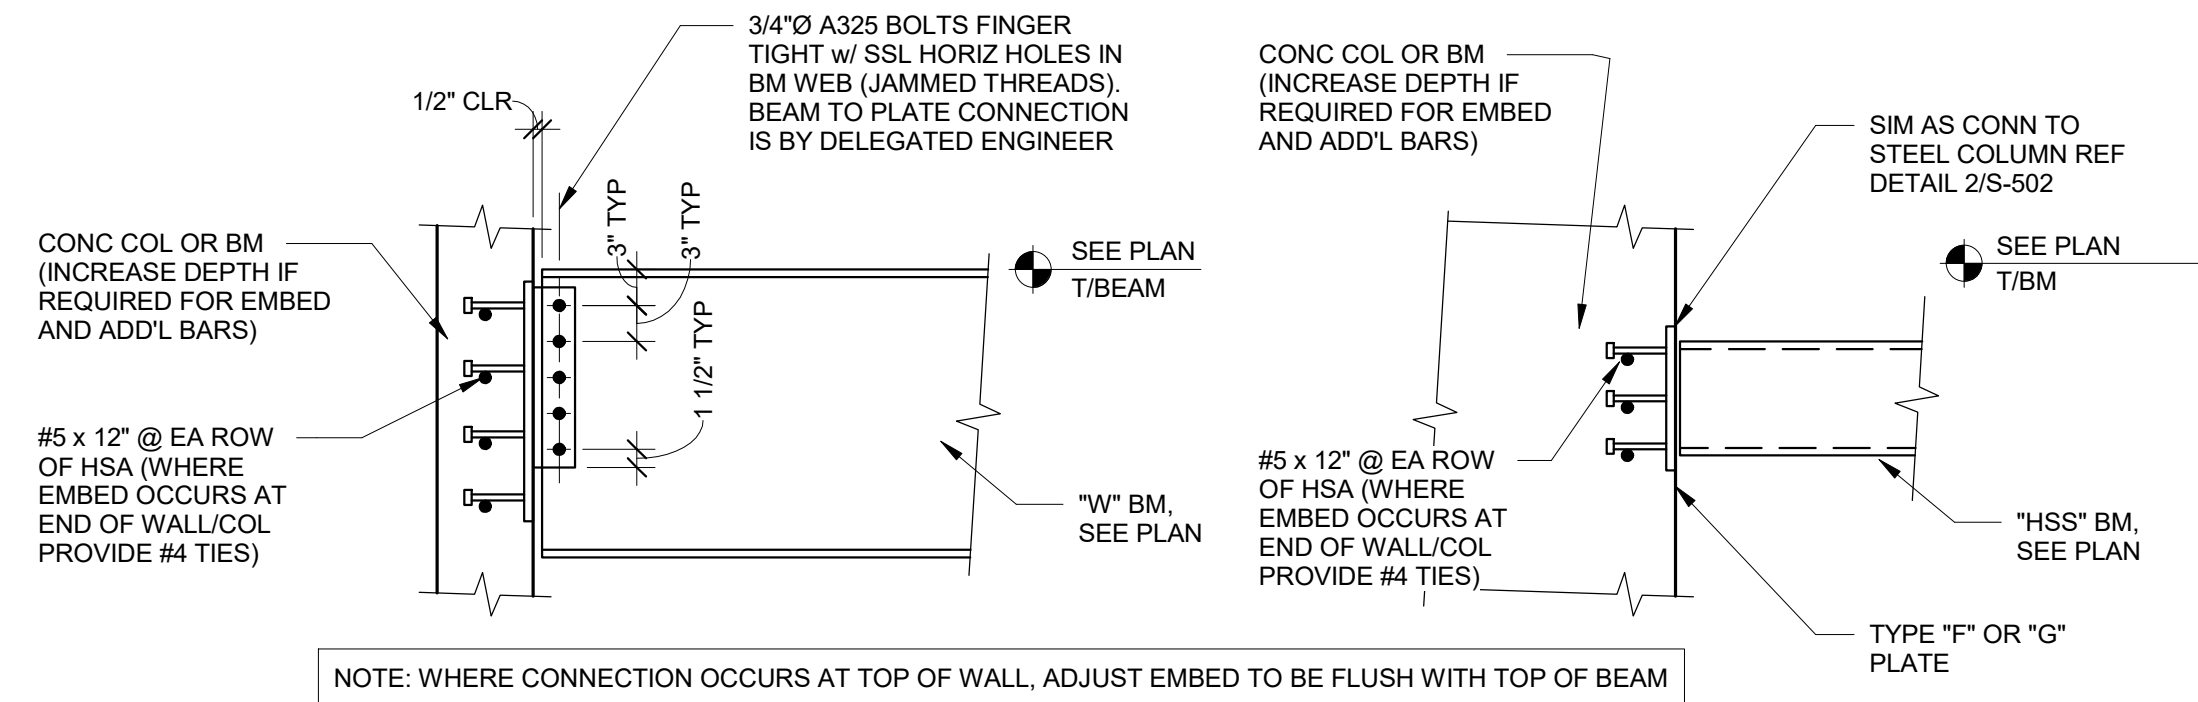 3/4"Ø A325 BOLTS FINGER
TIGHT w/ SSL HORIZ HOLES IN
BM WEB (JAMMED THREADS).
BEAM TO PLATE CONNECTION
IS BY DELEGATED ENGINEER
1/2" CLR
3" TYP
3" TYP
1 1/2" TYP
CONC COL OR BM
(INCREASE DEPTH IF
REQUIRED FOR EMBED
AND ADD'L BARS)
SEE PLAN
T/BEAM
#5 x 12" @ EA ROW
OF HSA (WHERE
EMBED OCCURS AT
END OF WALL/COL
PROVIDE #4 TIES)
"W" BM,
SEE PLAN
CONC COL OR BM
(INCREASE DEPTH IF
REQUIRED FOR EMBED
AND ADD'L BARS)
SIM AS CONN TO
STEEL COLUMN REF
DETAIL 2/S-502
SEE PLAN
T/BM
#5 x 12" @ EA ROW
OF HSA (WHERE
EMBED OCCURS AT
END OF WALL/COL
PROVIDE #4 TIES)
"HSS" BM,
SEE PLAN
TYPE "F" OR "G"
PLATE
NOTE: WHERE CONNECTION OCCURS AT TOP OF WALL, ADJUST EMBED TO BE FLUSH WITH TOP OF BEAM